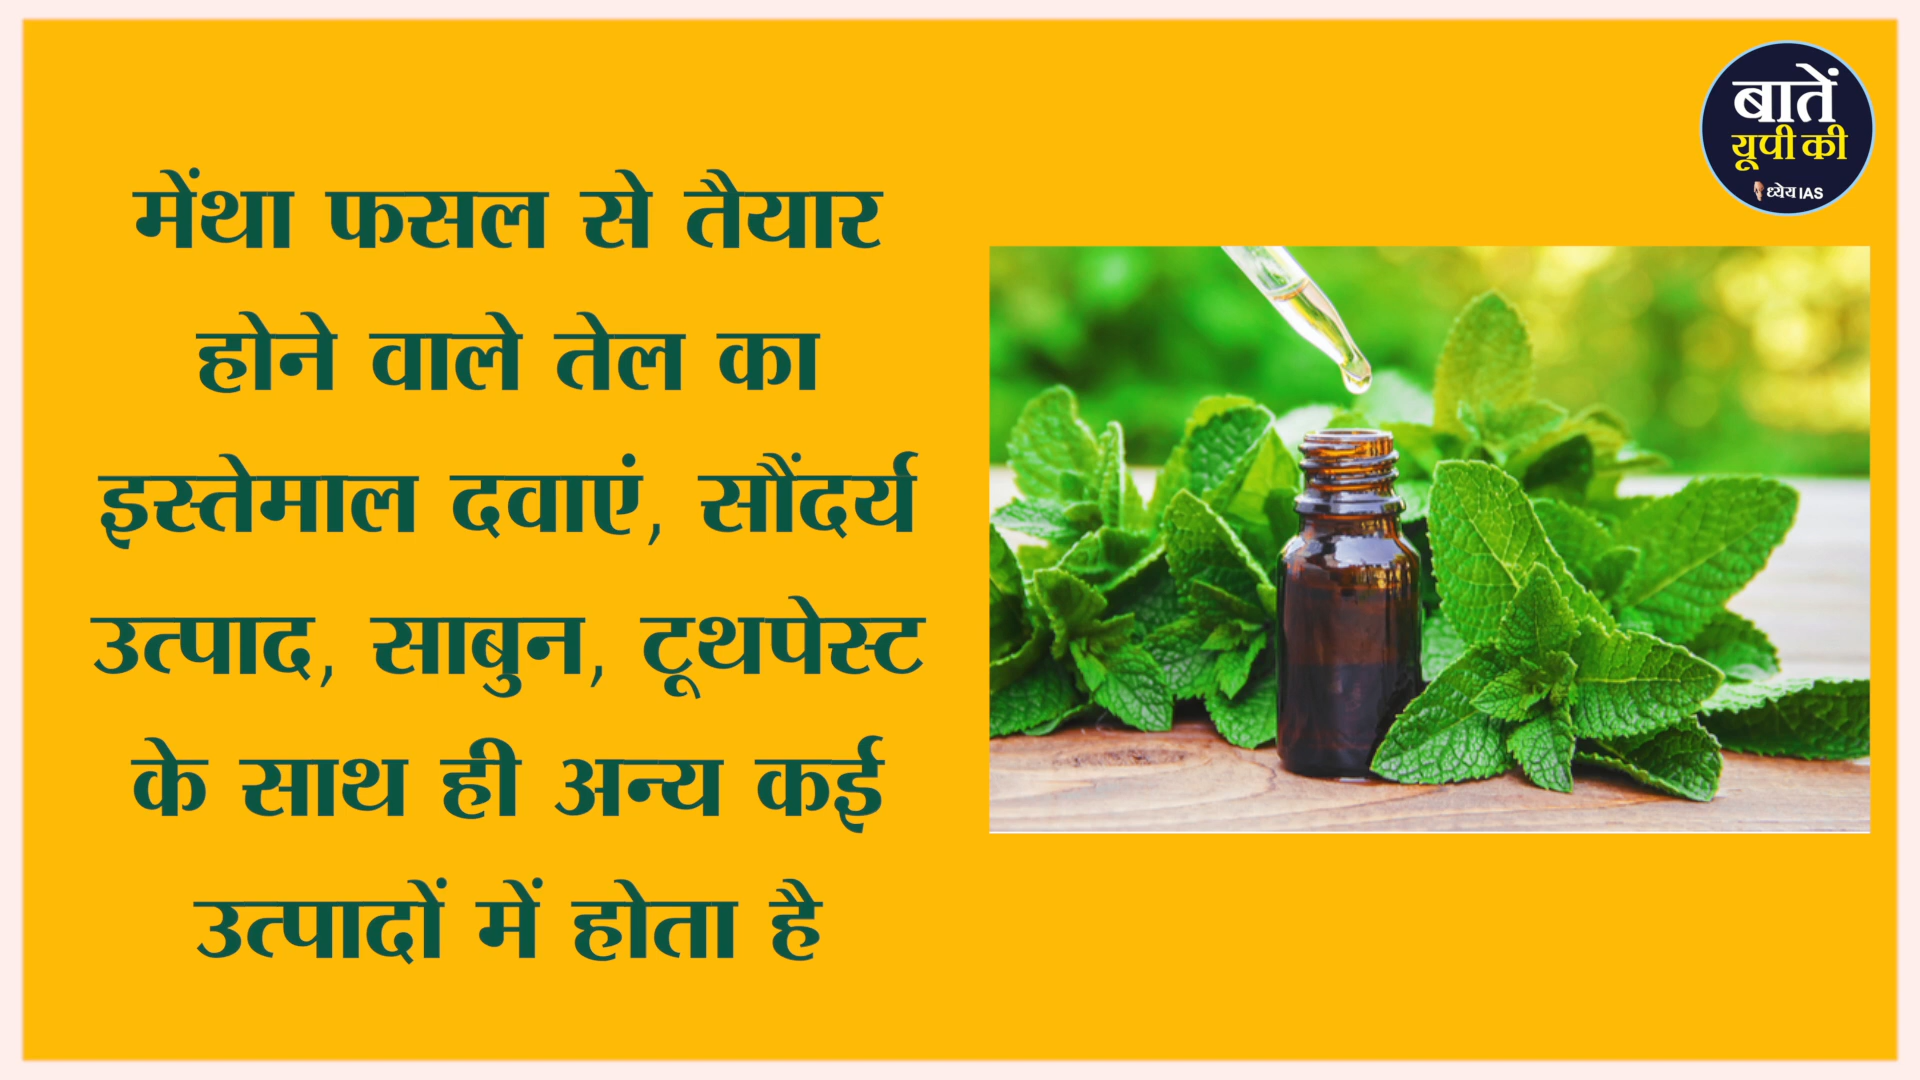 बातें
यूपी की
ध्येय IAS
मेंथा फसल से तैयार
होने वाले तेल का
इस्तेमाल दवाएं, सौंदर्य
उत्पाद, साबुन, टूथपेस्ट
के साथ ही अन्य कई
उत्पादों में होता है